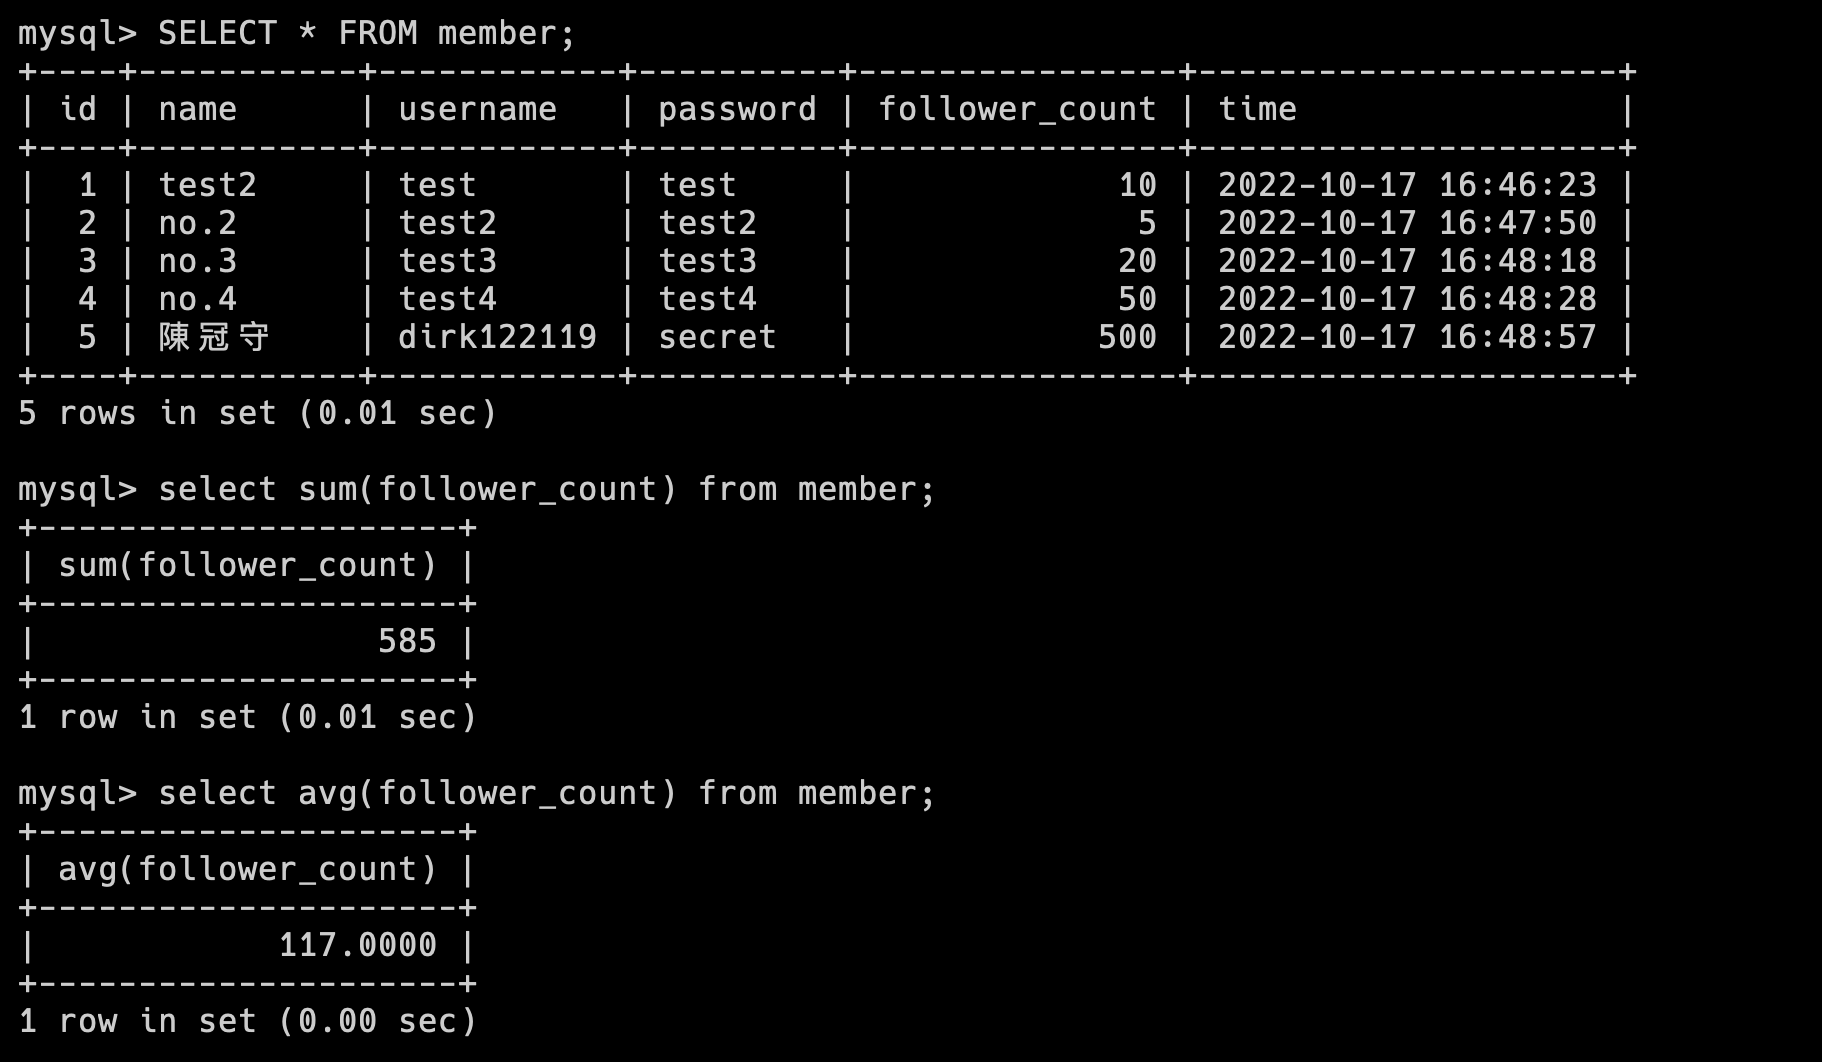 mysql> SELECT * FROM member;
+----+-----------+------------+----------+----------------+---------------------+
| id | name      | username   | password | follower_count | time                |
+----+-----------+------------+----------+----------------+---------------------+
|  1 | test2     | test       | test     |             10 | 2022-10-17 16:46:23 |
|  2 | no.2      | test2      | test2    |              5 | 2022-10-17 16:47:50 |
|  3 | no.3      | test3      | test3    |             20 | 2022-10-17 16:48:18 |
|  4 | no.4      | test4      | test4    |             50 | 2022-10-17 16:48:28 |
|  5 | 陳冠守    | dirk122119 | secret   |            500 | 2022-10-17 16:48:57 |
+----+-----------+------------+----------+----------------+---------------------+
5 rows in set (0.01 sec)

mysql> select sum(follower_count) from member;
+---------------------+
| sum(follower_count) |
+---------------------+
|                 585 |
+---------------------+
1 row in set (0.01 sec)

mysql> select avg(follower_count) from member;
+---------------------+
| avg(follower_count) |
+---------------------+
|            117.0000 |
+---------------------+
1 row in set (0.00 sec)